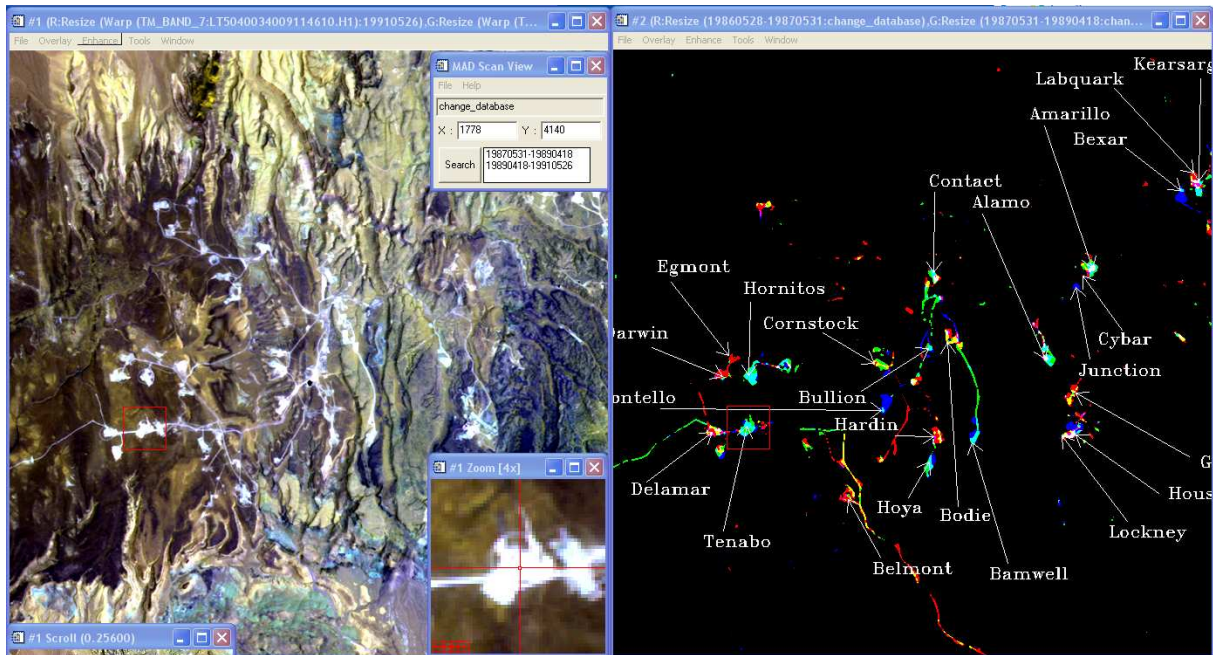 #1 (R:Resize (Warp (TM_BAND_7:LT5040034009114610.H1):19910526),G:Resize (Warp (T...
File Overlay Enhance Tools Window
MAD Scan View
File Help
change_database
X : 1778 Y : 4140
Search
19870531-19890418
19890418-19910526
#1 Zoom [4x]
#1 Scroll (0.25600)
#2 (R:Resize (19860528-19870531:change_database),G:Resize (19870531-19890418:chan...
File Overlay Enhance Tools Window
Kearsarg
Labquark
Amarillo
Bexar
Contact
Alamo
Egmont
Hornitos
Darwin
Cornstock
Cybar
Junction
ontello
Bullion
Hardin
G
Delamar
Hoya
Bodie
Hous
Tenabo
Lockney
Belmont
Bamwell